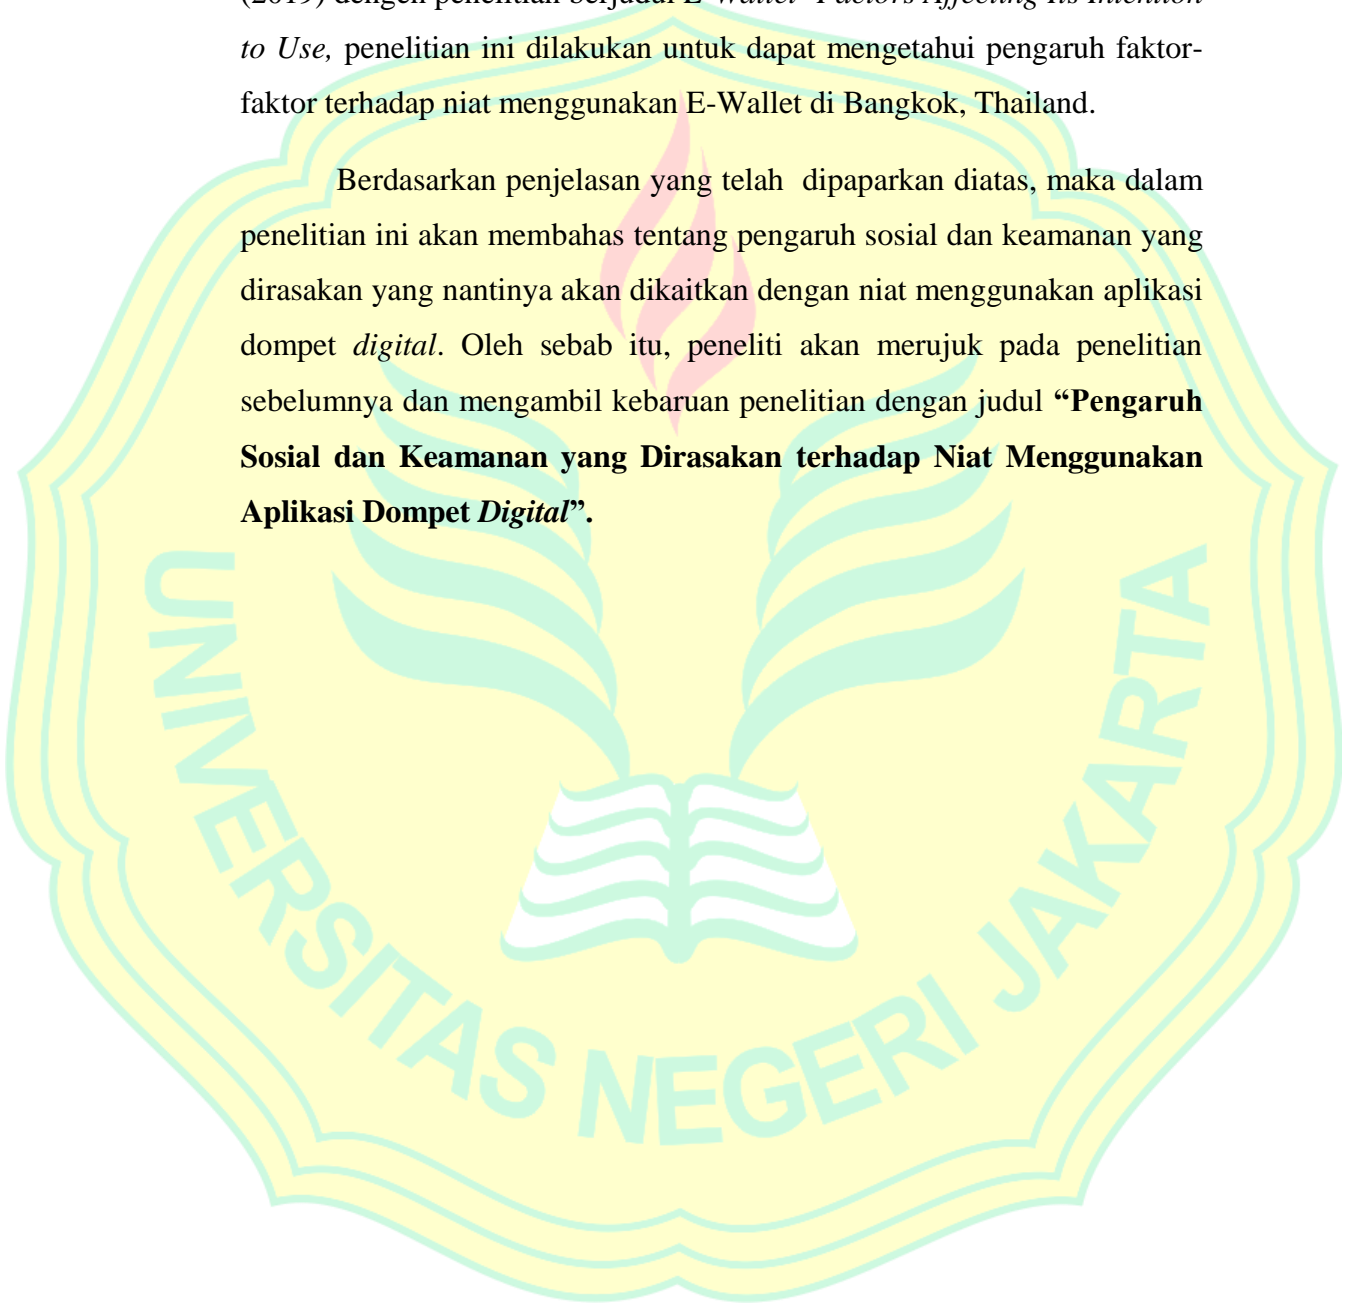 (2019) dengen penelitian berjudul E-Wallet Factors Affecting Its Intention
to Use, penelitian ini dilakukan untuk dapat mengetahui pengaruh faktor-
faktor terhadap niat menggunakan E-Wallet di Bangkok, Thailand.
Berdasarkan penjelasan yang telah dipaparkan diatas, maka dalam
penelitian ini akan membahas tentang pengaruh sosial dan keamanan yang
dirasakan yang nantinya akan dikaitkan dengan niat menggunakan aplikasi
dompet digital. Oleh sebab itu, peneliti akan merujuk pada penelitian
sebelumnya dan mengambil kebaruan penelitian dengan judul “Pengaruh
Sosial dan Keamanan yang Dirasakan terhadap Niat Menggunakan
Aplikasi Dompet Digital”.
UNIVERSITAS NEGERI JAKARTA